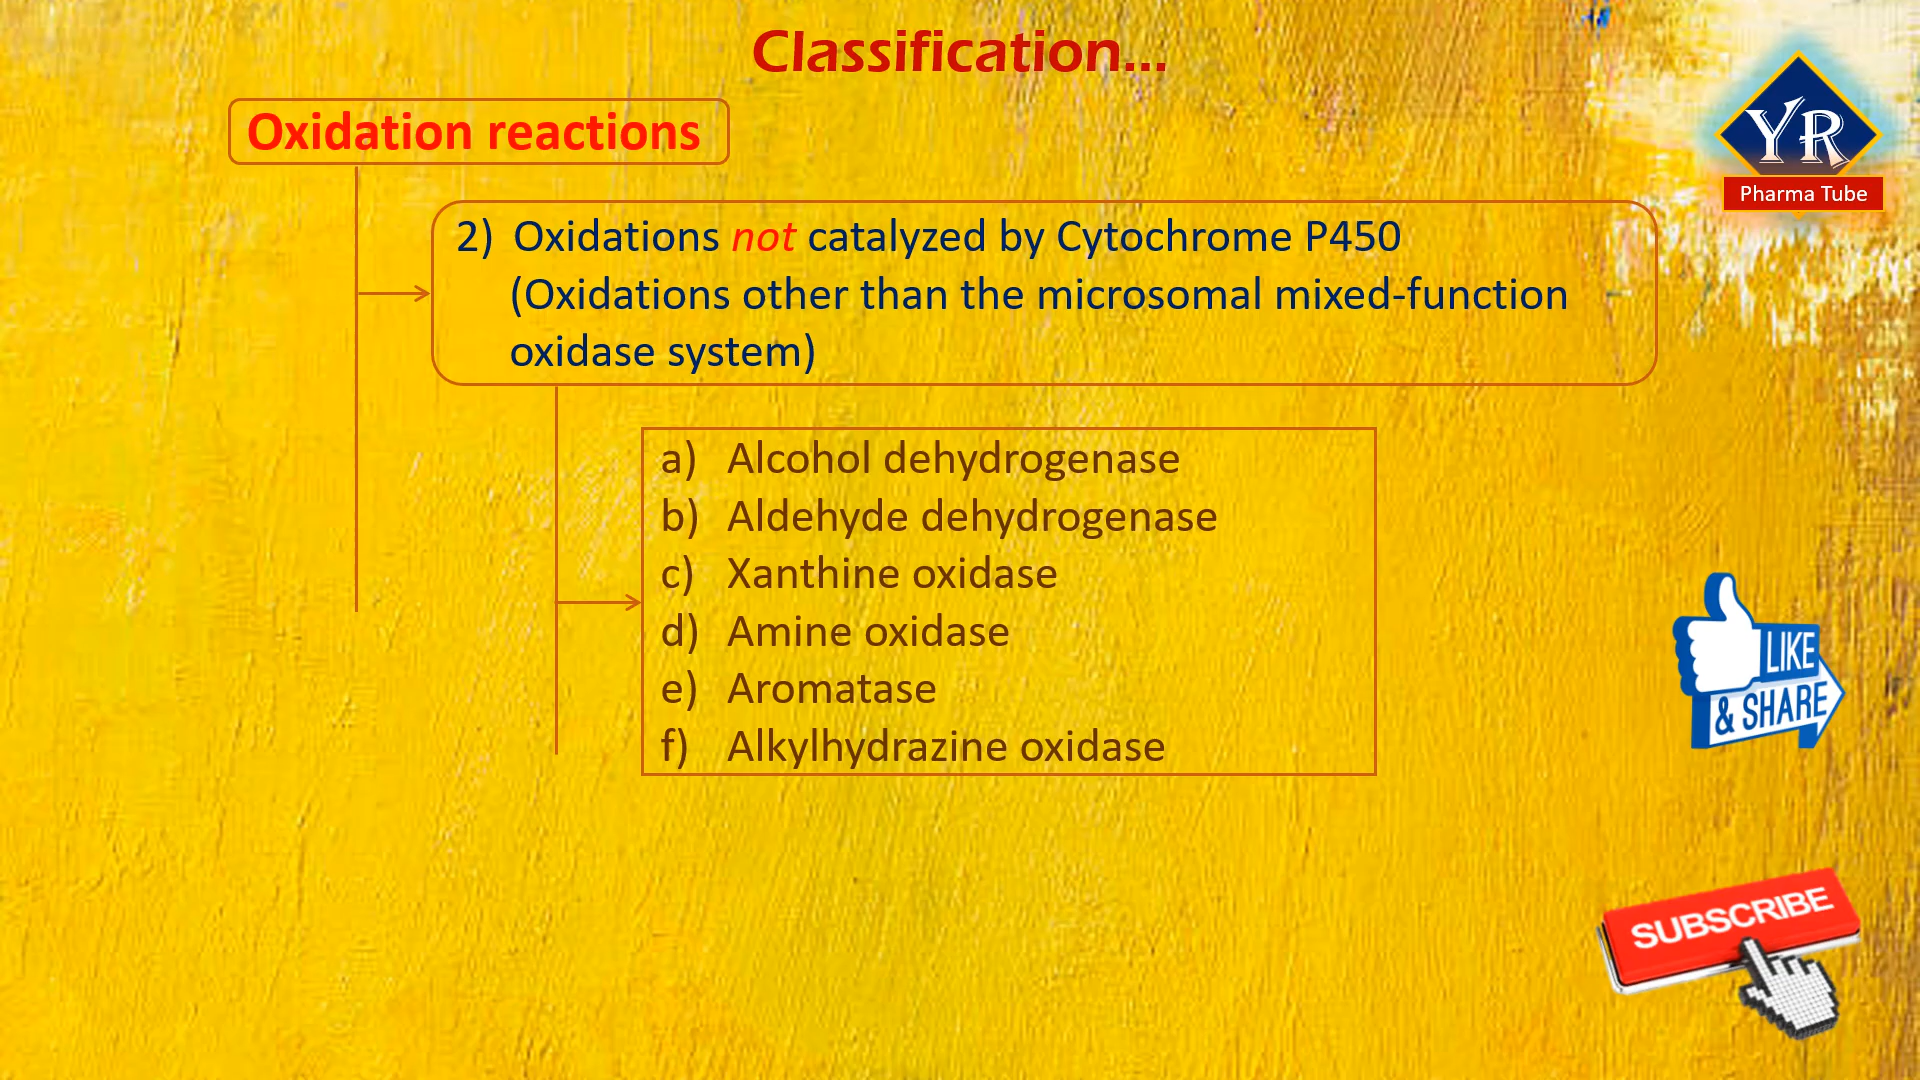 Classification...
YR
Pharma Tube
Oxidation reactions
2) Oxidations not catalyzed by Cytochrome P450
(Oxidations other than the microsomal mixed-function
oxidase system)
a) Alcohol dehydrogenase
b) Aldehyde dehydrogenase
c) Xanthine oxidase
d) Amine oxidase
e) Aromatase
f) Alkylhydrazine oxidase
LIKE
& SHARE
SUBSCRIBE